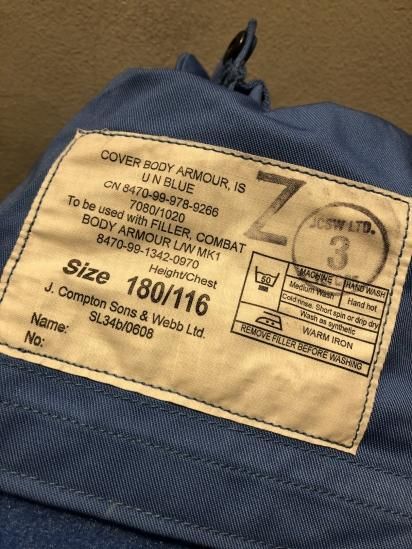 COVER BODY ARMOUR, IS
U N BLUE
CN 8470-99-978-9266
7080/1020
To be used with FILLER, COMBAT
BODY ARMOUR L/W MK1
8470-99-1342-0970
Height/Chest
Size 180/116
J. Compton Sons & Webb Ltd.
SL34b/0608
Name:
No:
Z
JCSW LTD.
3
50
MACHINE HAND WASH
Medium Wash Hand hot
Cold rinse. Short spin or drip dry
Wash as synthetic
WARM IRON
REMOVE FILLER BEFORE WASHING